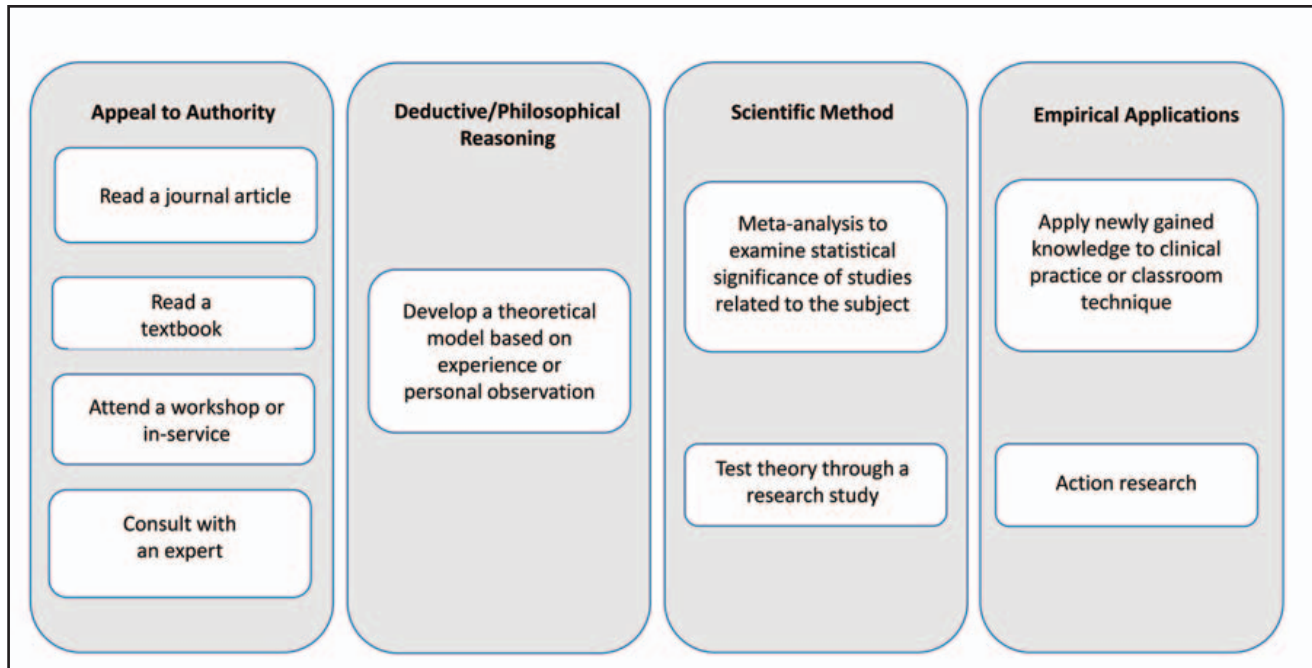 Appeal to Authority
Read a journal article
Read a
textbook
Attend a workshop or
in-service
Consult with
an expert
Deductive/Philosophical
Reasoning
Develop a theoretical
model based on
experience or
personal observation
Scientific Method
Meta-analysis to
examine statistical
significance of studies
related to the subject
Test theory through a
research study
Empirical Applications
Apply newly gained
knowledge to clinical
practice or classroom
technique
Action research